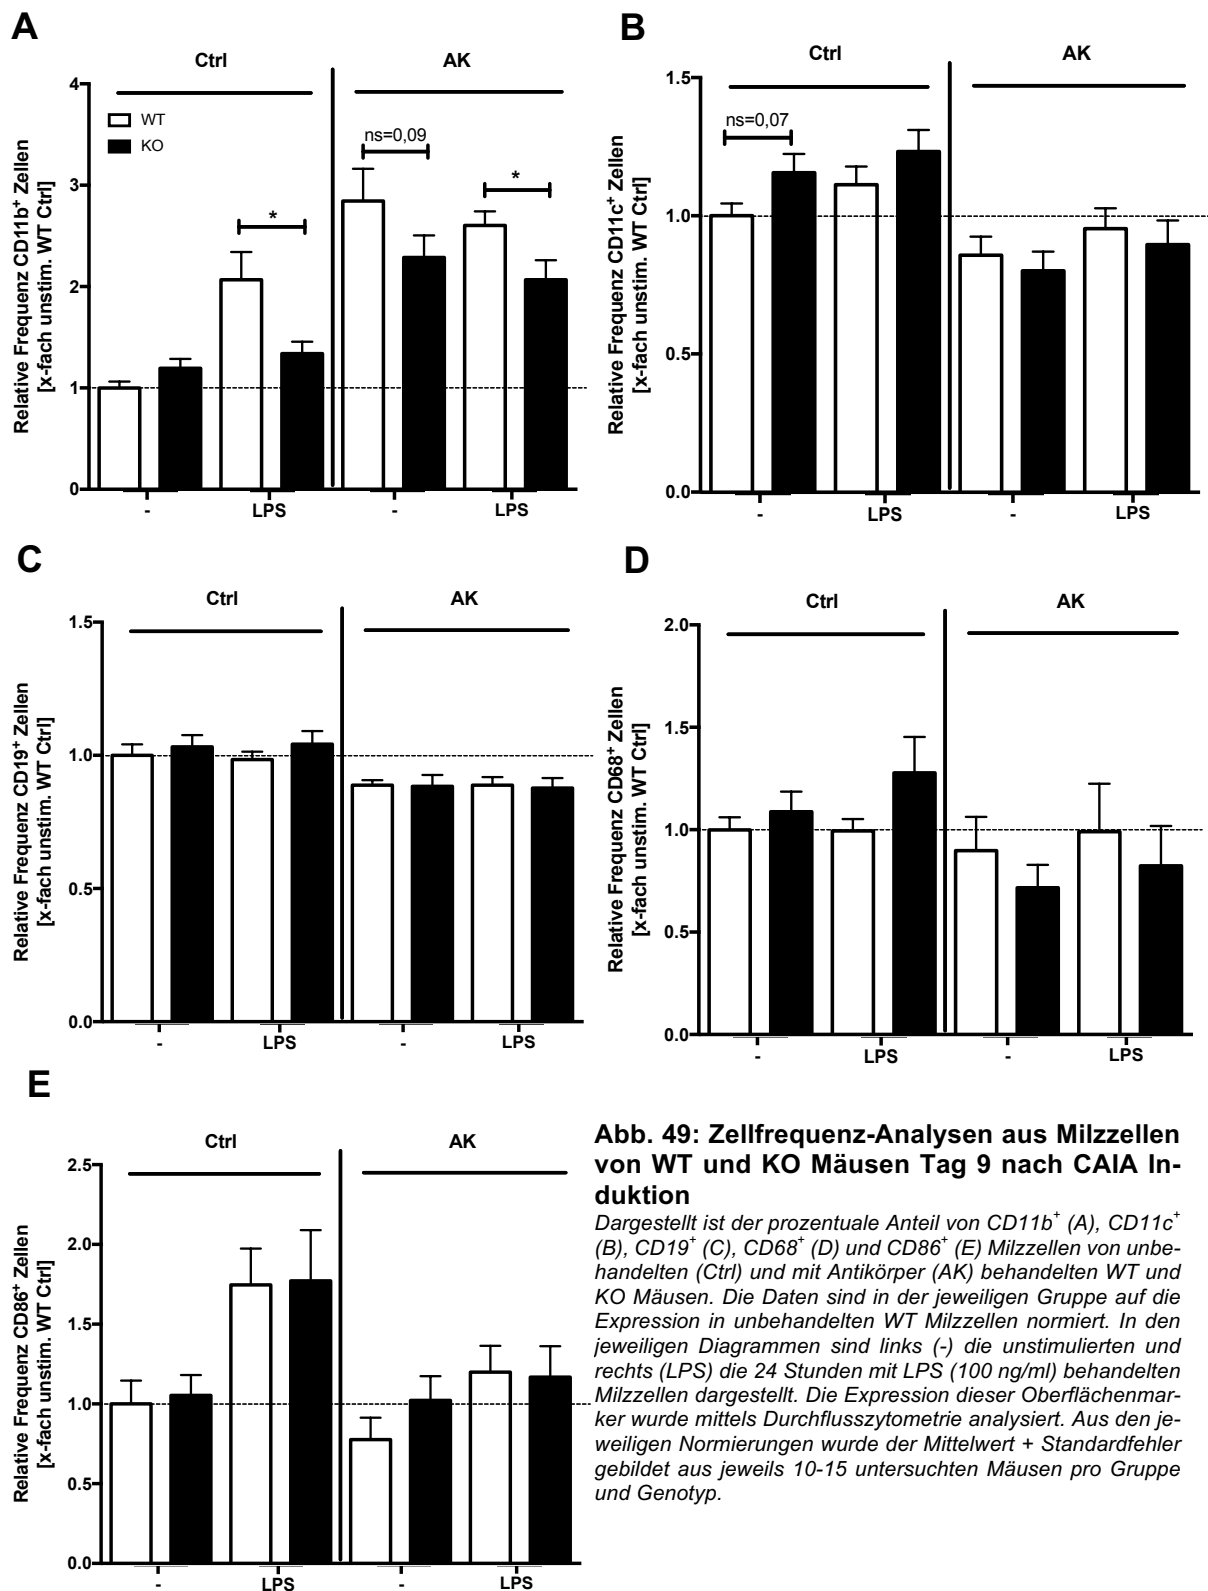 A
Ctrl
AK
Relative Frequenz CD11b⁺ Zellen
[x-fach unstim. WT Ctrl]
4
3
2
1
0
WT
KO
*
ns=0,09
*
-
LPS
-
LPS
B
Ctrl
AK
Relative Frequenz CD11c⁺ Zellen
[x-fach unstim. WT Ctrl]
1.5
1.0
0.5
0.0
ns=0,07
-
LPS
-
LPS
C
Ctrl
AK
Relative Frequenz CD19⁺ Zellen
[x-fach unstim. WT Ctrl]
1.5
1.0
0.5
0.0
-
LPS
-
LPS
D
Ctrl
AK
Relative Frequenz CD68⁺ Zellen
[x-fach unstim. WT Ctrl]
2.0
1.5
1.0
0.5
0.0
-
LPS
-
LPS
E
Ctrl
AK
Relative Frequenz CD86⁺ Zellen
[x-fach unstim. WT Ctrl]
2.5
2.0
1.5
1.0
0.5
0.0
-
LPS
-
LPS
Abb. 49: Zellfrequenz-Analysen aus Milzzellen
von WT und KO Mäusen Tag 9 nach CAIA In-
duktion
Dargestellt ist der prozentuale Anteil von CD11b⁺ (A), CD11c⁺
(B), CD19⁺ (C), CD68⁺ (D) und CD86⁺ (E) Milzzellen von unbe-
handelten (Ctrl) und mit Antikörper (AK) behandelten WT und
KO Mäusen. Die Daten sind in der jeweiligen Gruppe auf die
Expression in unbehandelten WT Milzzellen normiert. In den
jeweiligen Diagrammen sind links (-) die unstimulierten und
rechts (LPS) die 24 Stunden mit LPS (100 ng/ml) behandelten
Milzzellen dargestellt. Die Expression dieser Oberflächenmar-
ker wurde mittels Durchflusszytometrie analysiert. Aus den je-
weiligen Normierungen wurde der Mittelwert + Standardfehler
gebildet aus jeweils 10-15 untersuchten Mäusen pro Gruppe
und Genotyp.